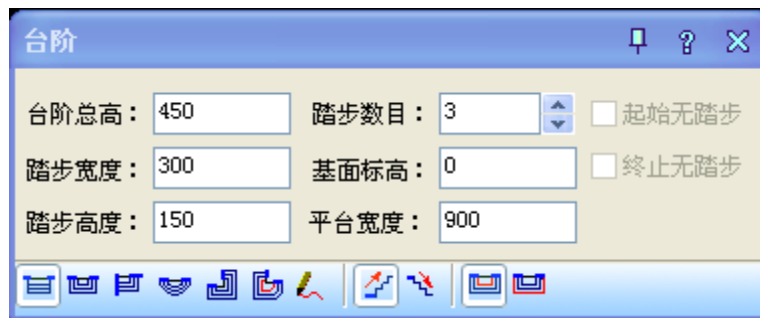 台阶
台阶总高： 450 踏步数目： 3 起始无踏步
踏步宽度： 300 基面标高： 0 终止无踏步
踏步高度： 150 平台宽度： 900